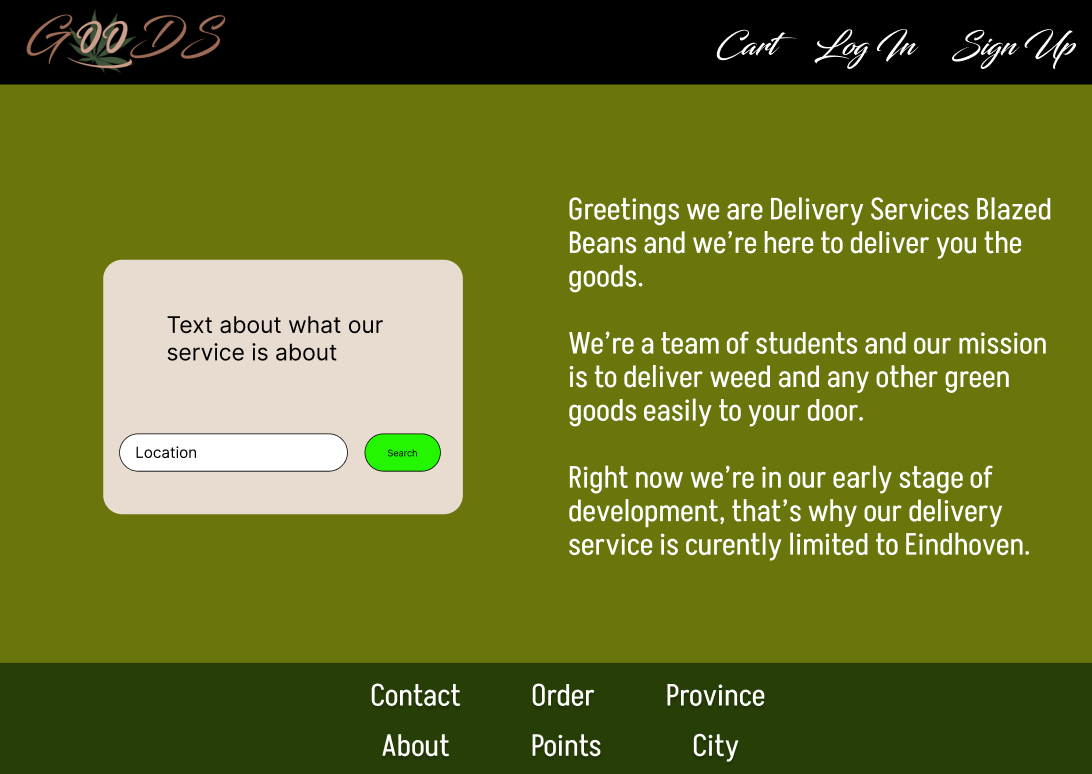 GOODS
Cart Log In Sign Up
Text about what our
service is about
Location
Search
Greetings we are Delivery Services Blazed
Beans and we’re here to deliver you the
goods.
We’re a team of students and our mission
is to deliver weed and any other green
goods easily to your door.
Right now we’re in our early stage of
development, that’s why our delivery
service is curently limited to Eindhoven.
Contact Order Province
About Points City